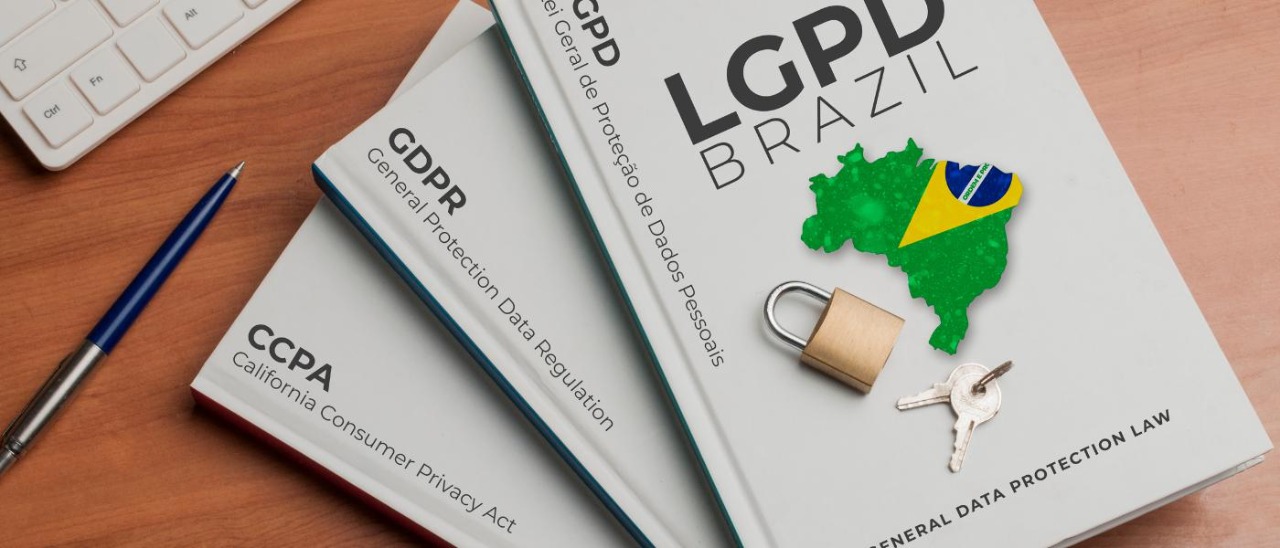 Alt
Fn
Ctrl
LGPD
BRAZIL
GENERAL DATA PROTECTION LAW
GPD
Lei Geral de Proteção de Dados Pessoais
GDPR
General Protection Data Regulation
CCPA
California Consumer Privacy Act